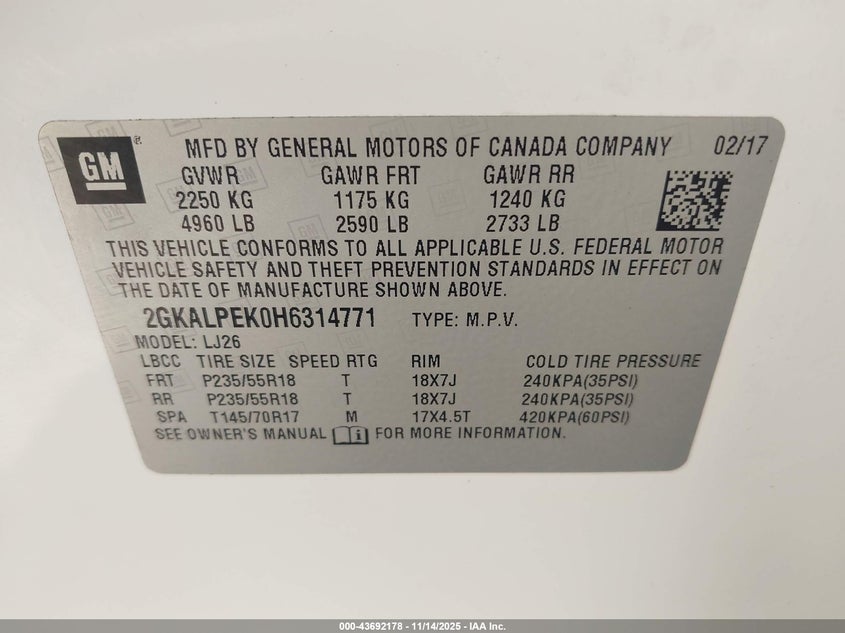 GM
MFD BY GENERAL MOTORS OF CANADA COMPANY 02/17
GVWR GAWR FRT GAWR RR
2250 KG 1175 KG 1240 KG
4960 LB 2590 LB 2733 LB
THIS VEHICLE CONFORMS TO ALL APPLICABLE U.S. FEDERAL MOTOR
VEHICLE SAFETY AND THEFT PREVENTION STANDARDS IN EFFECT ON
THE DATE OF MANUFACTURE SHOWN ABOVE.
2GKALPEK0H6314771 TYPE: M.P.V.
MODEL: LJ26
LBCC TIRE SIZE SPEED RTG RIM COLD TIRE PRESSURE
FRT P235/55R18 T 18X7J 240KPA(35PSI)
RR P235/55R18 T 18X7J 240KPA(35PSI)
SPA T145/70R17 M 17X4.5T 420KPA(60PSI)
SEE OWNER'S MANUAL FOR MORE INFORMATION.
000-43692178 - 11/14/2025 - IAA Inc.